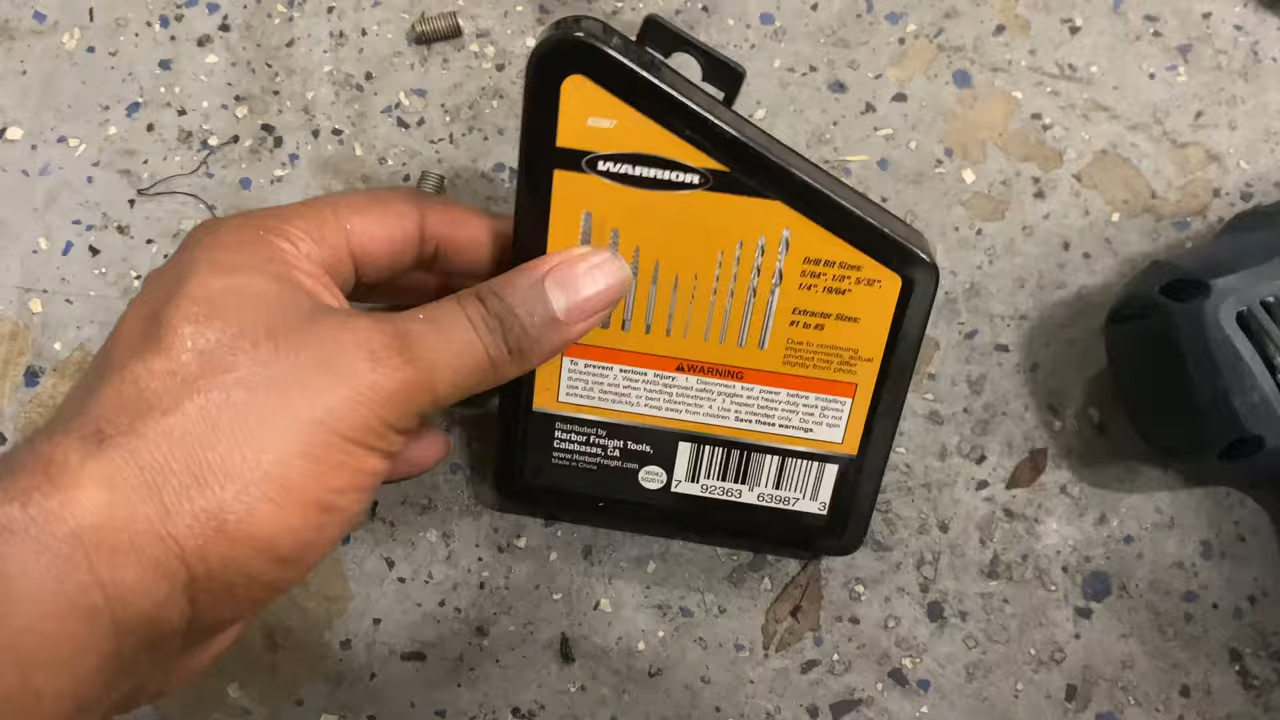 WARRIOR
Drill Bit Sizes:
5/64", 1/8", 5/32",
1/4", 19/64"
Extractor Sizes:
#1 to #5
Due to continuing
improvements, actual
product may differ
slightly from photo.
WARNING
To prevent serious injury: 1. Disconnect tool power before installing
bit/extractor. 2. Wear ANSI-approved safety goggles and heavy-duty work gloves
during use and when handling bit/extractor. 3. Inspect before every use. Do not
use dull, damaged, or bent bit/extractor. 4. Use as intended only. Do not spin
extractor too quickly. 5. Keep away from children. Save these warnings.
Distributed by
Harbor Freight Tools,
Calabasas, CA
www.HarborFreight.com
Made in China
36042
502019
7 92363 63987 3